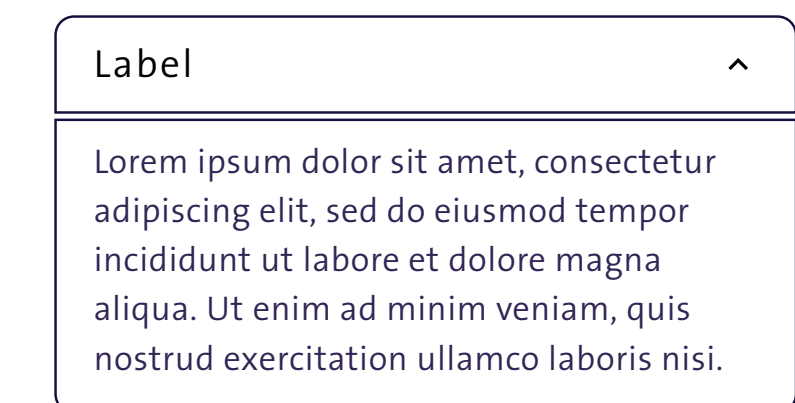 Label
Lorem ipsum dolor sit amet, consectetur
adipiscing elit, sed do eiusmod tempor
incididunt ut labore et dolore magna
aliqua. Ut enim ad minim veniam, quis
nostrud exercitation ullamco laboris nisi.